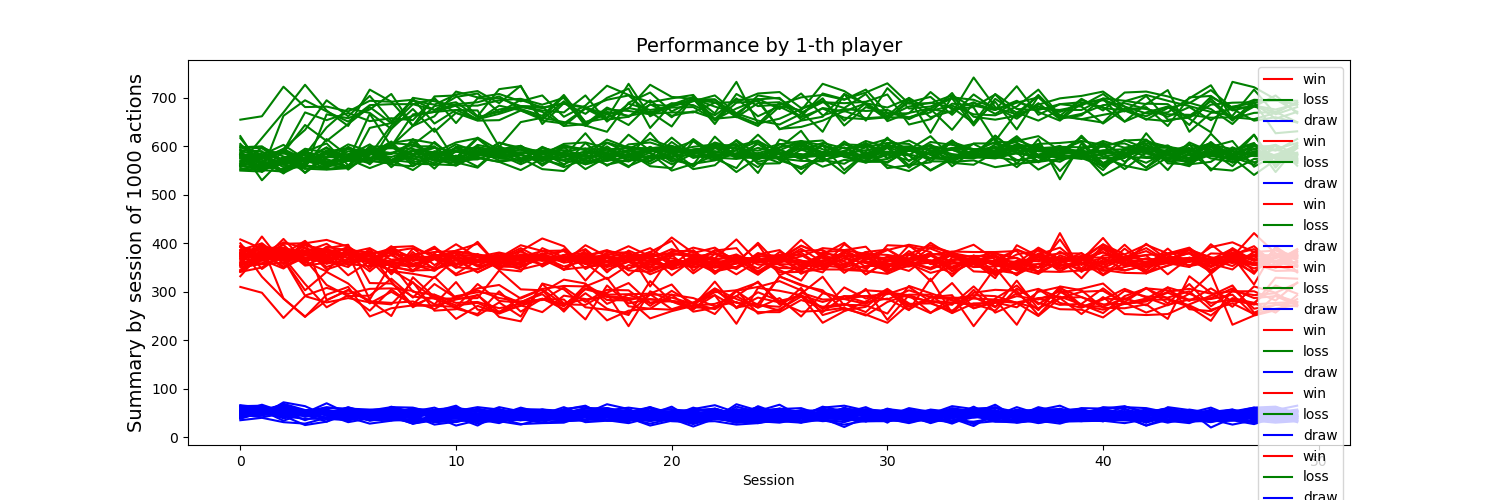 Performance by 1-th player
Summary by session of 1000 actions
700
600
500
400
300
200
100
0
0
10
20
30
40
50
Session
win
loss
draw
win
loss
draw
win
loss
draw
win
loss
draw
win
loss
draw
win
loss
draw
win
loss
draw